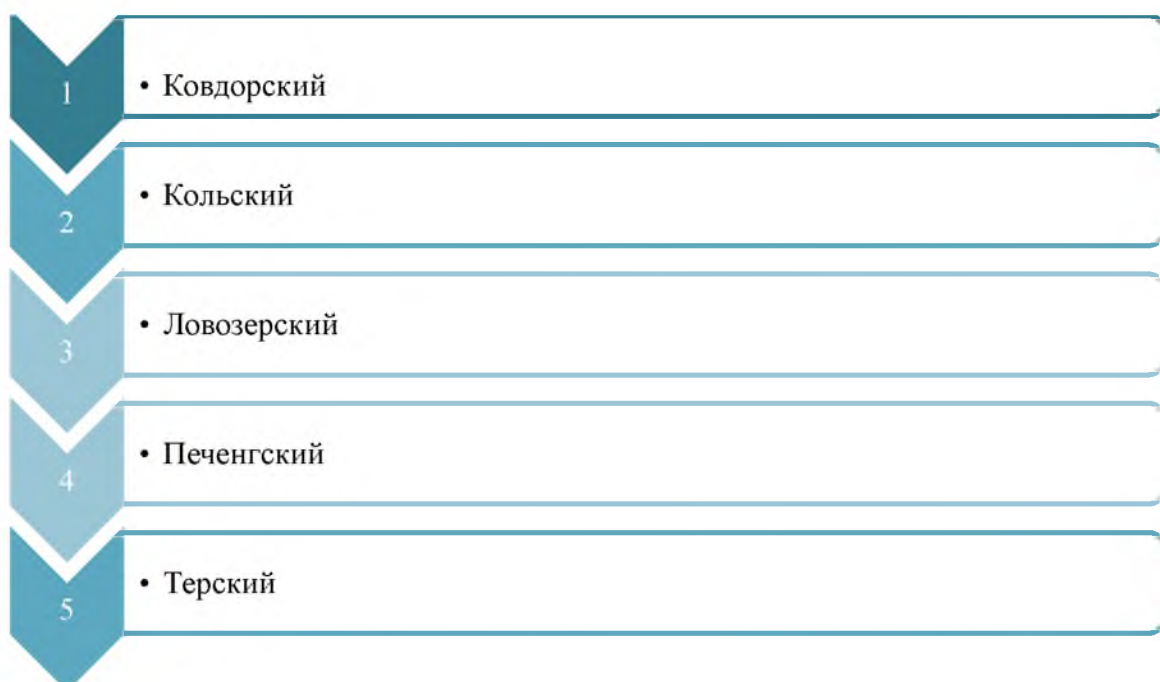 1
• Ковдорский
2
• Кольский
3
• Ловозерский
4
• Печенгский
5
• Терский